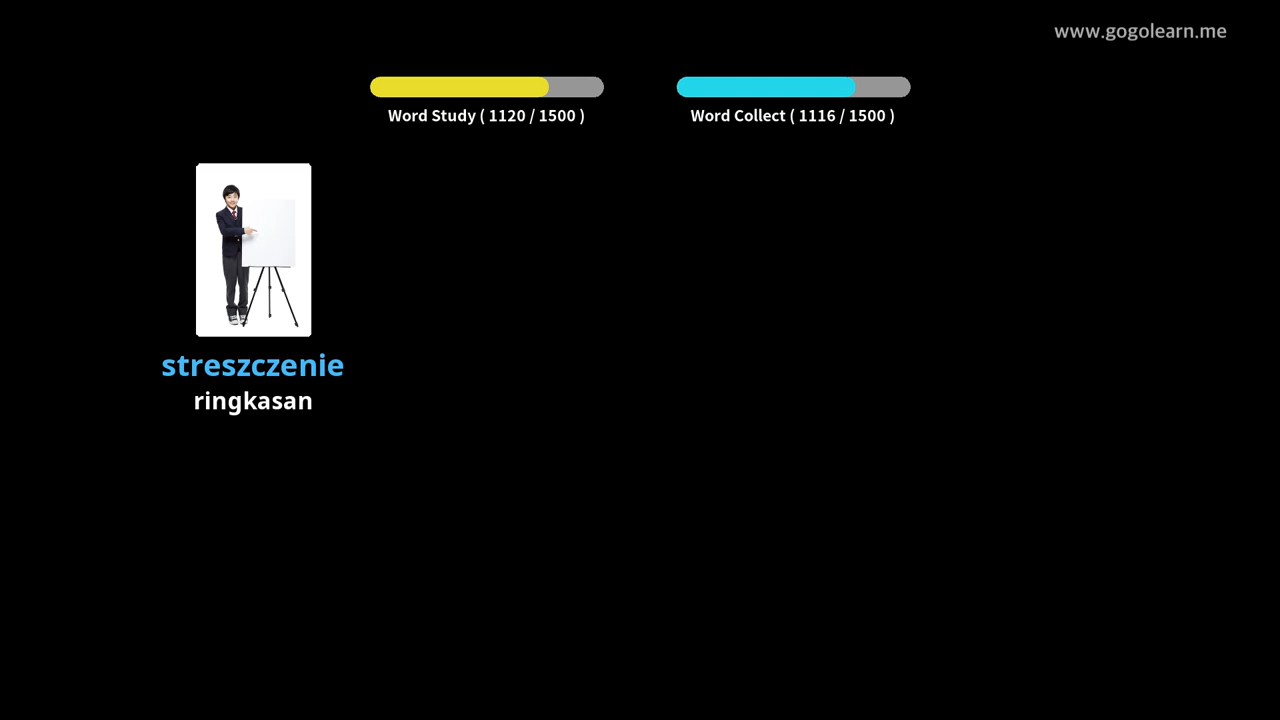 www.gogolearn.me
Word Study ( 1120 / 1500 )
Word Collect ( 1116 / 1500 )
streszczenie
ringkasan